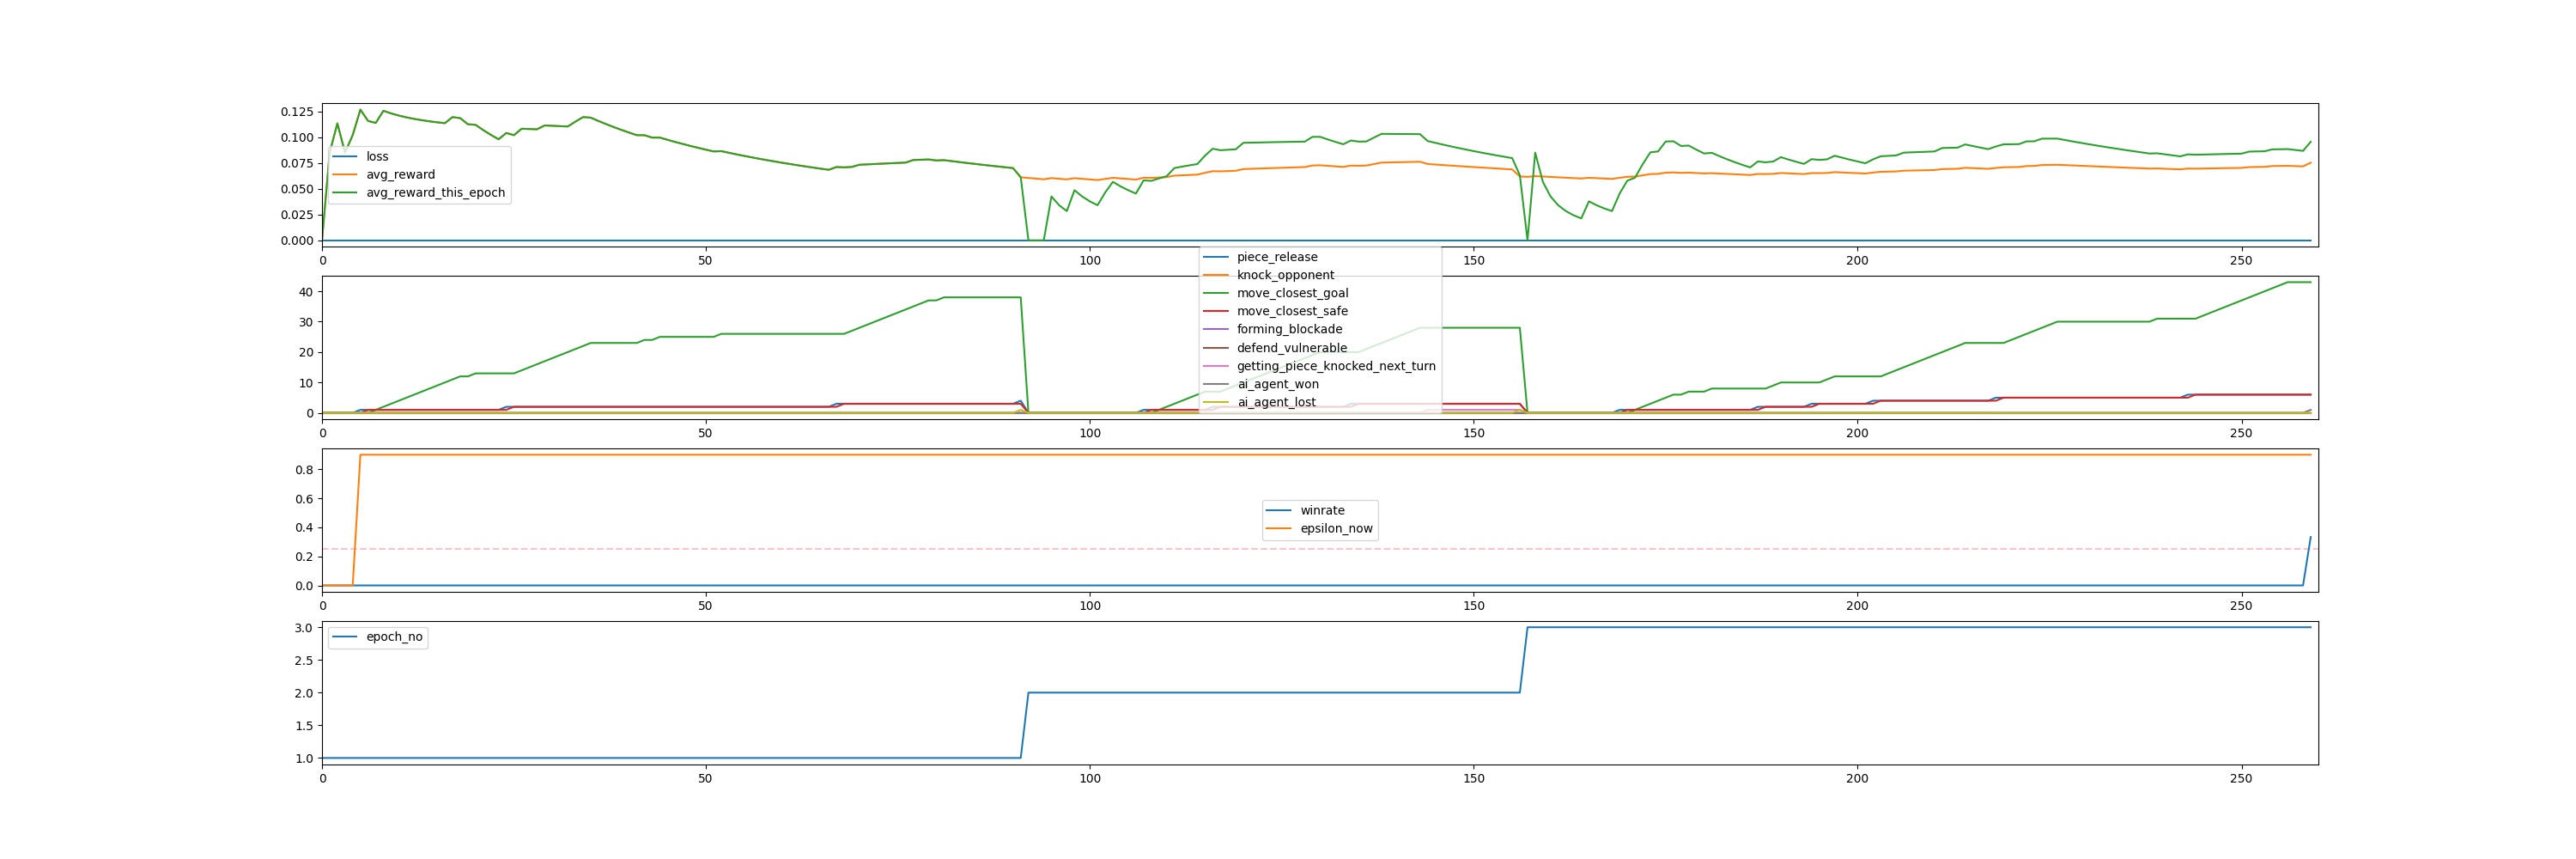 0.125
0.100
0.075
0.050
0.025
0.000
loss
avg_reward
avg_reward_this_epoch
0 50 100 150 200 250
piece_release
knock_opponent
move_closest_goal
move_closest_safe
forming_blockade
defend_vulnerable
getting_piece_knocked_next_turn
ai_agent_won
ai_agent_lost
40
30
20
10
0
0 50 100 150 200 250
0.8
0.6
0.4
0.2
0.0
winrate
epsilon_now
0 50 100 150 200 250
3.0
2.5
2.0
1.5
1.0
epoch_no
0 50 100 150 200 250